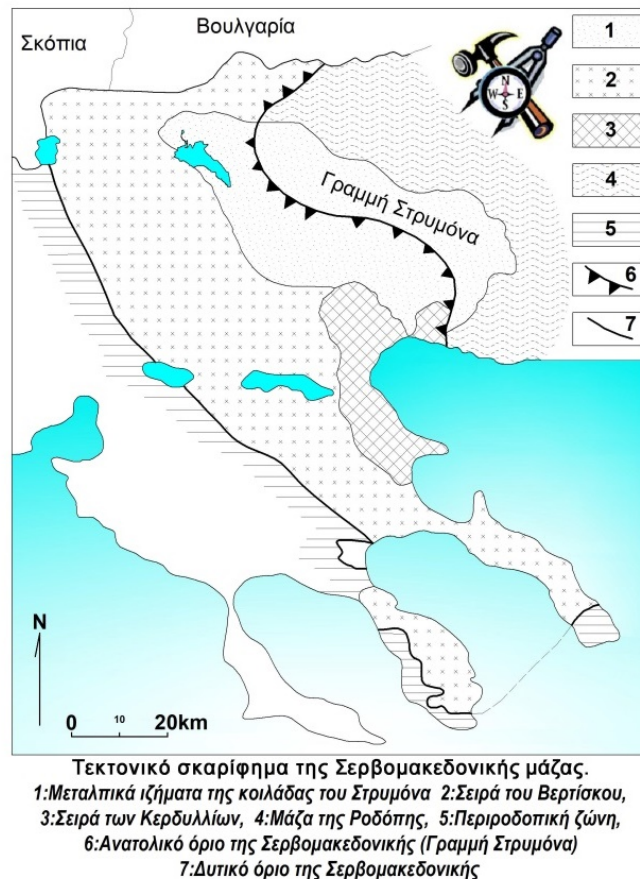 Βουλγαρία
Σκόπια
1
2
3
4
5
6
7
N
W E
S
Γραμμή Στρυμόνα
N
0 10 20km
Τεκτονικό σκαρίφημα της Σερβομακεδονικής μάζας.
1:Μεταλπικά ιζήματα της κοιλάδας του Στρυμόνα 2:Σειρά του Βερτίσκου,
3:Σειρά των Κερδυλλίων, 4:Μάζα της Ροδόπης, 5:Περιροδοπική ζώνη,
6:Ανατολικό όριο της Σερβομακεδονικής (Γραμμή Στρυμόνα)
7:Δυτικό όριο της Σερβομακεδονικής